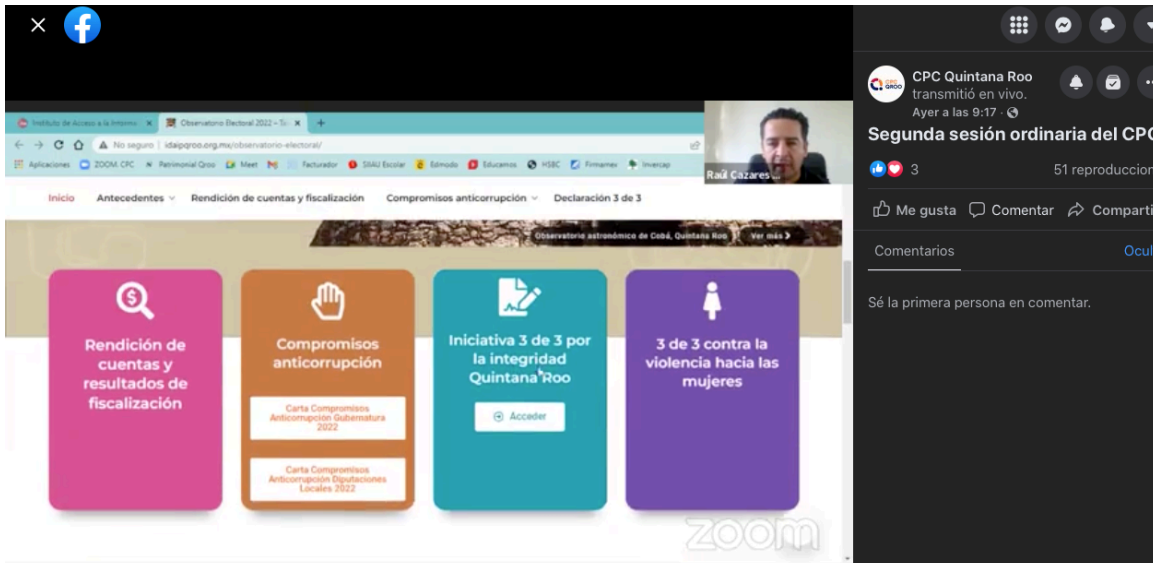 Instituto de Acceso a la Informa
Observatorio Electoral 2022 – Tu
No seguro | idaipqroo.org.mx/observatorio-electoral/
Aplicaciones
ZOOM CPC
Patrimonial Qroo
Meet
Facturador
SIIAU Escolar
Edmodo
Educamos
HSBC
Firmamex
Invercap
Raúl Cazares ...
Inicio
Antecedentes
Rendición de cuentas y fiscalización
Compromisos anticorrupción
Declaración 3 de 3
Observatorio astronómico de Cobá, Quintana Roo
Ver más
Rendición de
cuentas y
resultados de
fiscalización
Compromisos
anticorrupción
Carta Compromisos
Anticorrupción Gubernatura
2022
Carta Compromisos
Anticorrupción Diputaciones
Locales 2022
Iniciativa 3 de 3 por
la integridad
Quintana Roo
Acceder
3 de 3 contra la
violencia hacia las
mujeres
zoom
CPC
QROO
CPC Quintana Roo
transmitió en vivo.
Ayer a las 9:17 ·
Segunda sesión ordinaria del CPC
3
51 reproduccion
Me gusta
Comentar
Comparti
Comentarios
Ocul
Sé la primera persona en comentar.